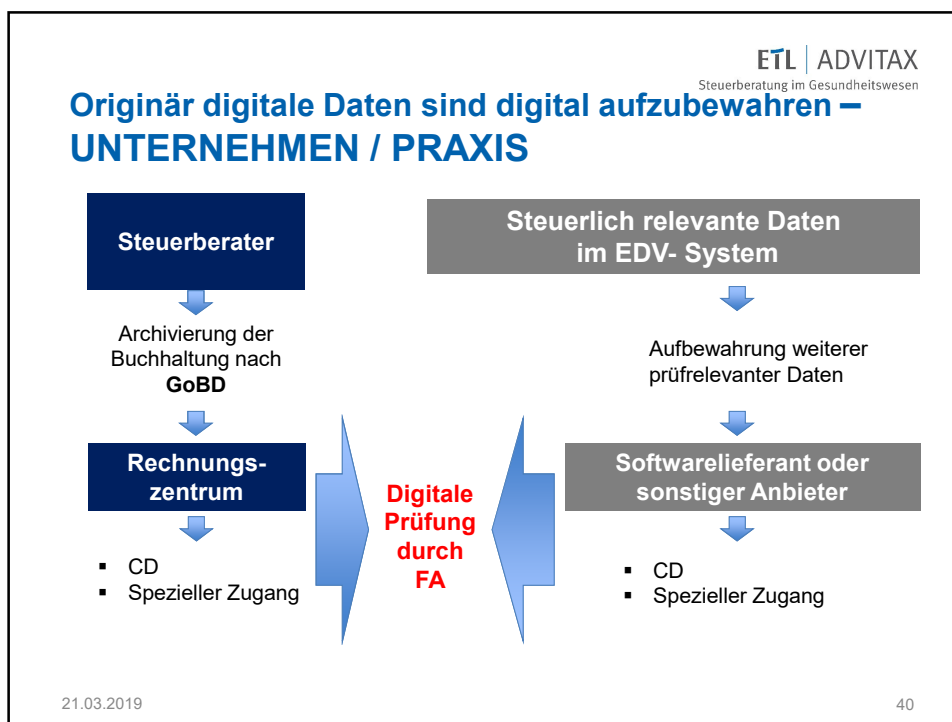 ETL | ADVITAX
Steuerberatung im Gesundheitswesen
Originär digitale Daten sind digital aufzubewahren –
UNTERNEHMEN / PRAXIS
Steuerberater
Archivierung der
Buchhaltung nach
GoBD
Rechnungs-
zentrum
▪ CD
▪ Spezieller Zugang
Digitale
Prüfung
durch
FA
Steuerlich relevante Daten
im EDV- System
Aufbewahrung weiterer
prüfrelevanter Daten
Softwarelieferant oder
sonstiger Anbieter
▪ CD
▪ Spezieller Zugang
21.03.2019
40